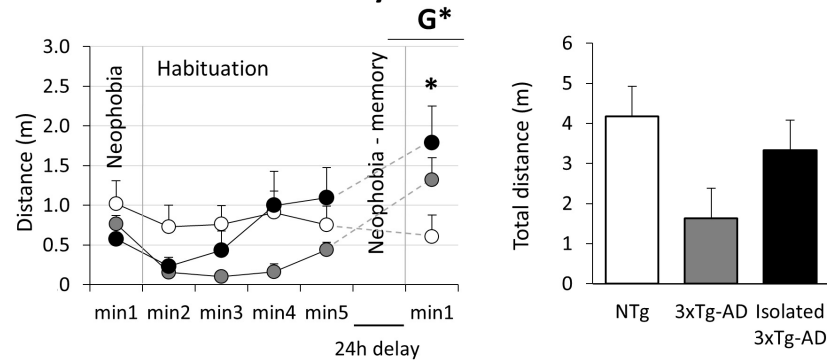 G*
3.0
2.5
2.0
1.5
1.0
0.5
0
Distance (m)
Neophobia
Habituation
Neophobia - memory
*
min1 min2 min3 min4 min5 min1
24h delay
6
5
4
3
2
1
0
Total distance (m)
NTg 3xTg-AD Isolated
3xTg-AD